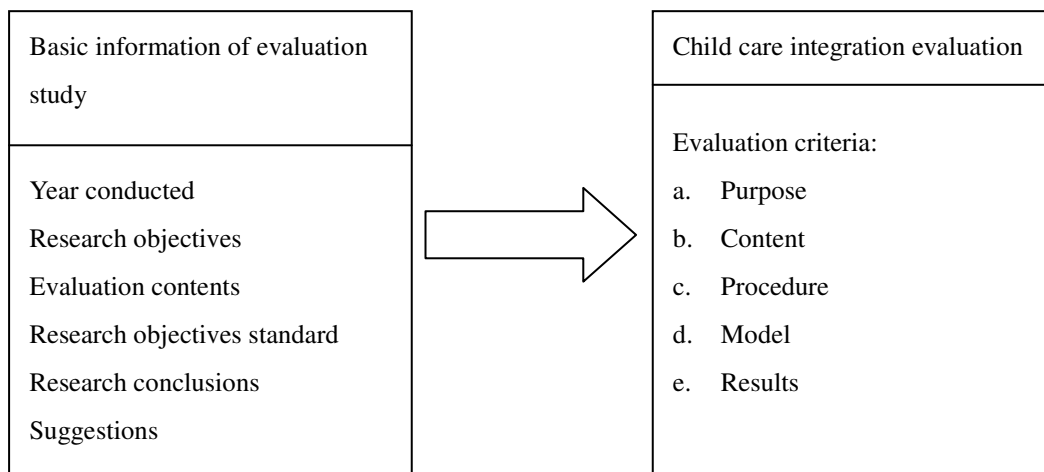 Basic information of evaluation
study
Year conducted
Research objectives
Evaluation contents
Research objectives standard
Research conclusions
Suggestions
Child care integration evaluation
Evaluation criteria:
a. Purpose
b. Content
c. Procedure
d. Model
e. Results